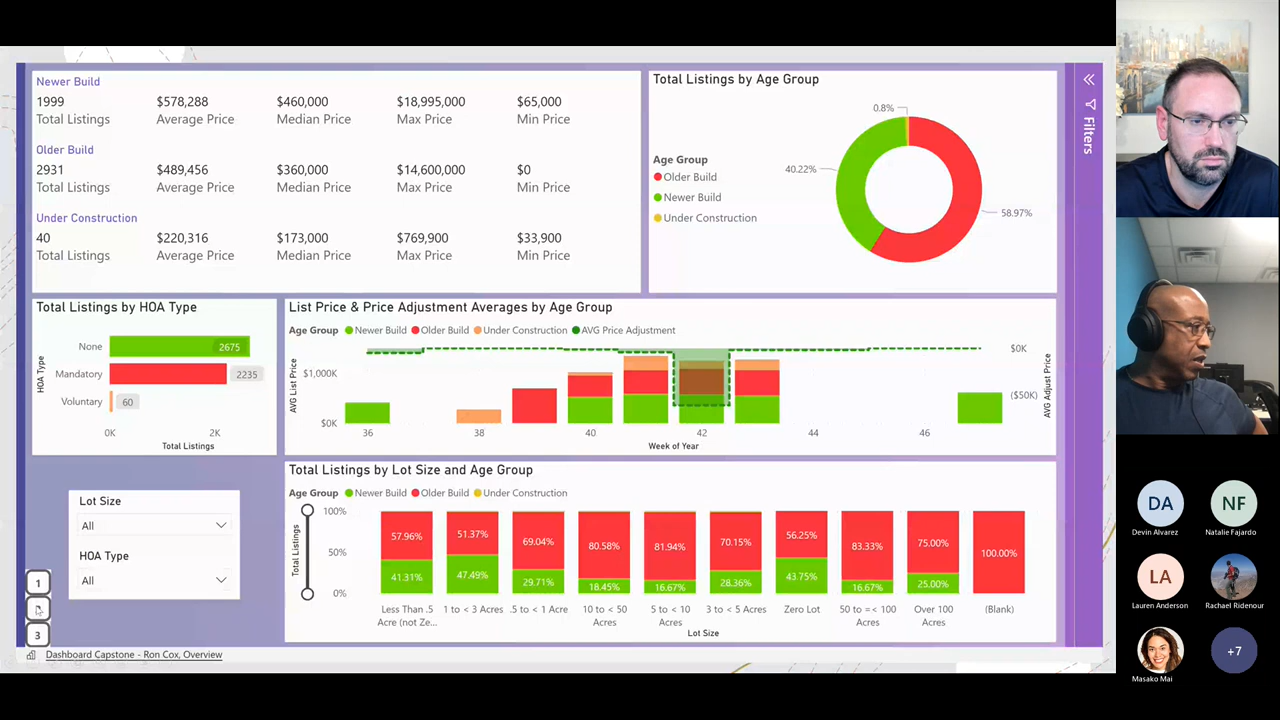 Newer Build
1999 $578,288 $460,000 $18,995,000 $65,000
Total Listings Average Price Median Price Max Price Min Price
Older Build
2931 $489,456 $360,000 $14,600,000 $0
Total Listings Average Price Median Price Max Price Min Price
Under Construction
40 $220,316 $173,000 $769,900 $33,900
Total Listings Average Price Median Price Max Price Min Price
Total Listings by Age Group
0.8%
40.22%
58.97%
Age Group
Older Build
Newer Build
Under Construction
Filters
Total Listings by HOA Type
HOA Type
None 2675
Mandatory 2235
Voluntary 60
0K 2K
Total Listings
List Price & Price Adjustment Averages by Age Group
Age Group Newer Build Older Build Under Construction AVG Price Adjustment
AVG List Price
$1,000K
$0K
$0K
($50K)
AVG Adjust Price
36 38 40 42 44 46
Week of Year
Lot Size
All
HOA Type
All
1
3
Total Listings by Lot Size and Age Group
Age Group Newer Build Older Build Under Construction
Total Listings
100%
50%
0%
57.96% 51.37% 69.04% 80.58% 81.94% 70.15% 56.25% 83.33% 75.00% 100.00%
41.31% 47.49% 29.71% 18.45% 16.67% 28.36% 43.75% 16.67% 25.00%
Less Than .5 1 to < 3 Acres .5 to < 1 Acre 10 to < 50 5 to < 10 3 to < 5 Acres Zero Lot 50 to =< 100 Over 100 (Blank)
Acre (not Ze... Acres Acres Acres Acres
Lot Size
Dashboard Capstone - Ron Cox, Overview
DA
Devin Alvarez
NF
Natalie Fajardo
LA
Lauren Anderson
Rachael Ridenour
Masako Mai
+7